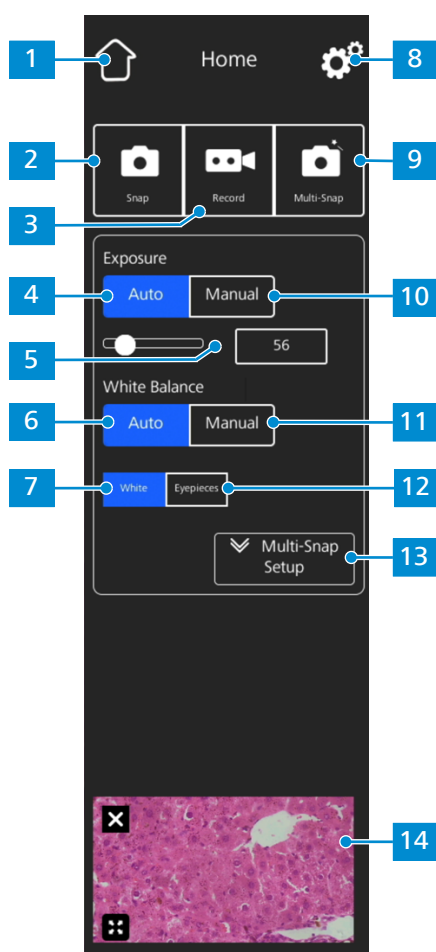 1
Home
8
2
Snap
Record
Multi-Snap
9
3
Exposure
4
Auto
Manual
10
5
56
White Balance
6
Auto
Manual
11
7
White
Eyepieces
12
Multi-Snap
Setup
13
14